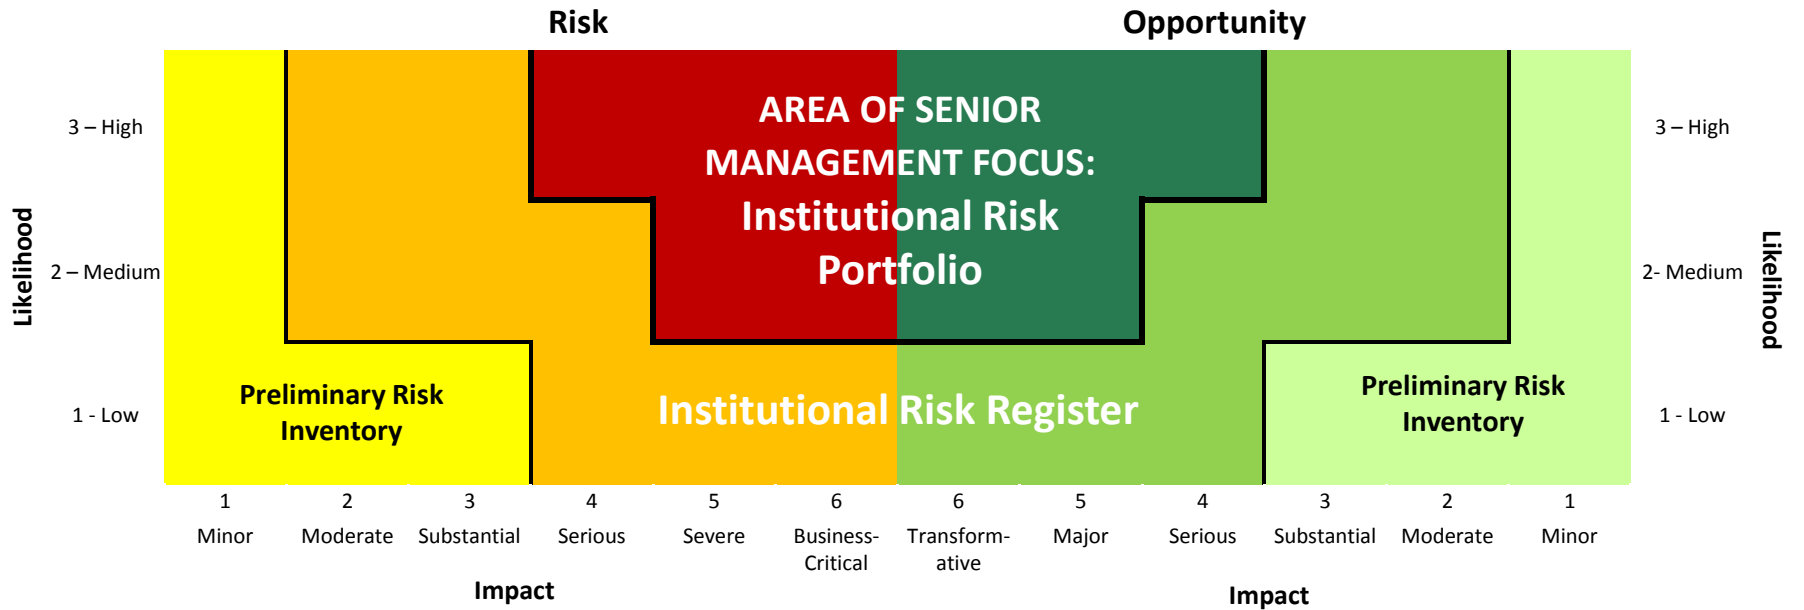 Risk
Opportunity
AREA OF SENIOR
MANAGEMENT FOCUS:
Institutional Risk
Portfolio
3 – High
3 – High
Likelihood
2 – Medium
2- Medium
Likelihood
Preliminary Risk
Inventory
Institutional Risk Register
Preliminary Risk
Inventory
1 - Low
1 - Low
1 2 3 4 5 6 6 5 4 3 2 1
Minor Moderate Substantial Serious Severe Business- Transform- Major Serious Substantial Moderate Minor
Critical ative
Impact
Impact